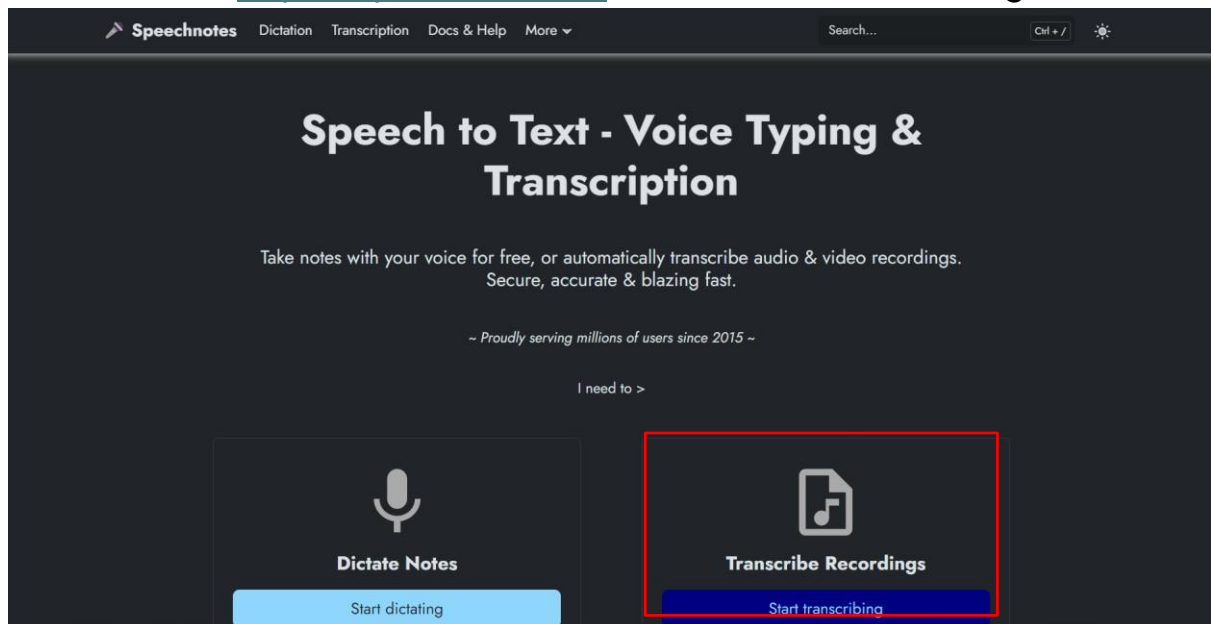 Speechnotes Dictation Transcription Docs & Help More Search... Ctrl + /
Speech to Text - Voice Typing &
Transcription
Take notes with your voice for free, or automatically transcribe audio & video recordings.
Secure, accurate & blazing fast.
~ Proudly serving millions of users since 2015 ~
I need to >
Dictate Notes
Start dictating
Transcribe Recordings
Start transcribing